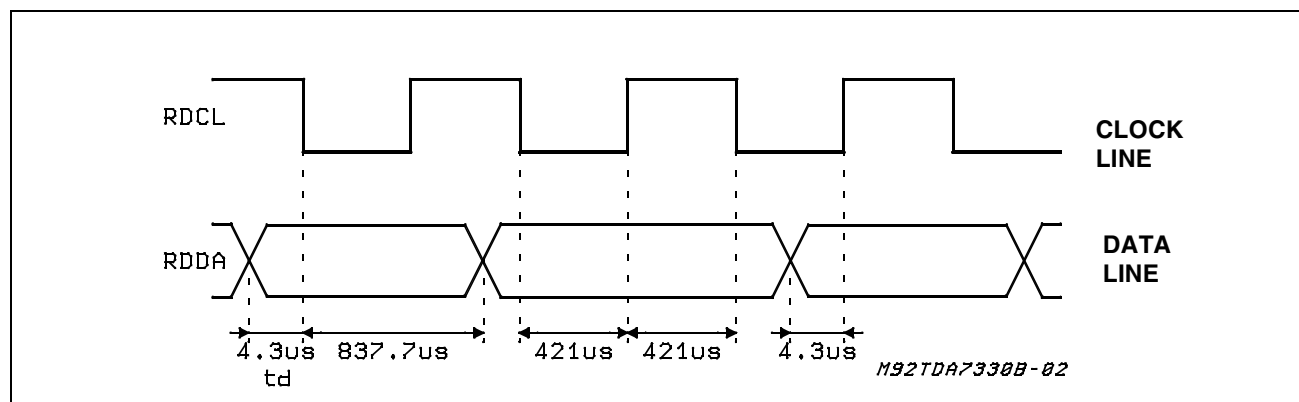 RDCL
CLOCK
LINE
RDDA
DATA
LINE
4.3us
837.7us
421us
421us
4.3us
td
M92TDA7330B-02